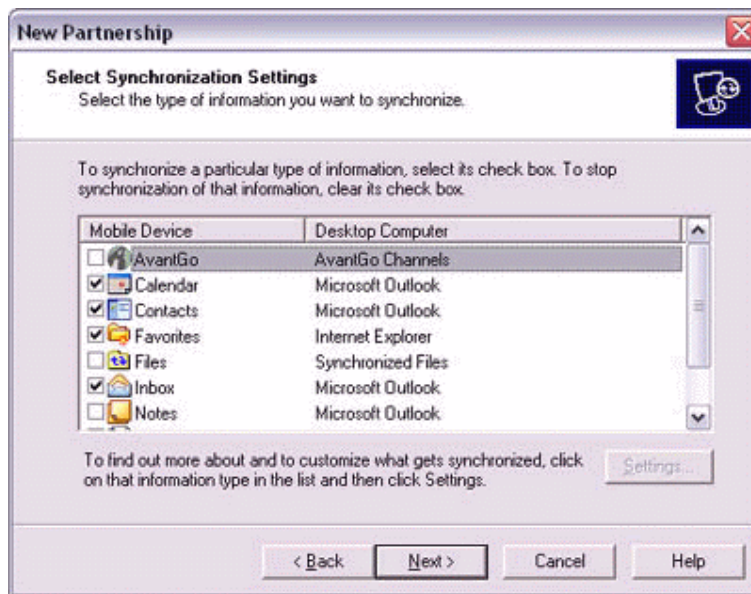 New Partnership
Select Synchronization Settings
Select the type of information you want to synchronize.
To synchronize a particular type of information, select its check box. To stop
synchronization of that information, clear its check box.
Mobile Device Desktop Computer
AvantGo AvantGo Channels
Calendar Microsoft Outlook
Contacts Microsoft Outlook
Favorites Internet Explorer
Files Synchronized Files
Inbox Microsoft Outlook
Notes Microsoft Outlook
To find out more about and to customize what gets synchronized, click
on that information type in the list and then click Settings.
Settings...
< Back Next > Cancel Help